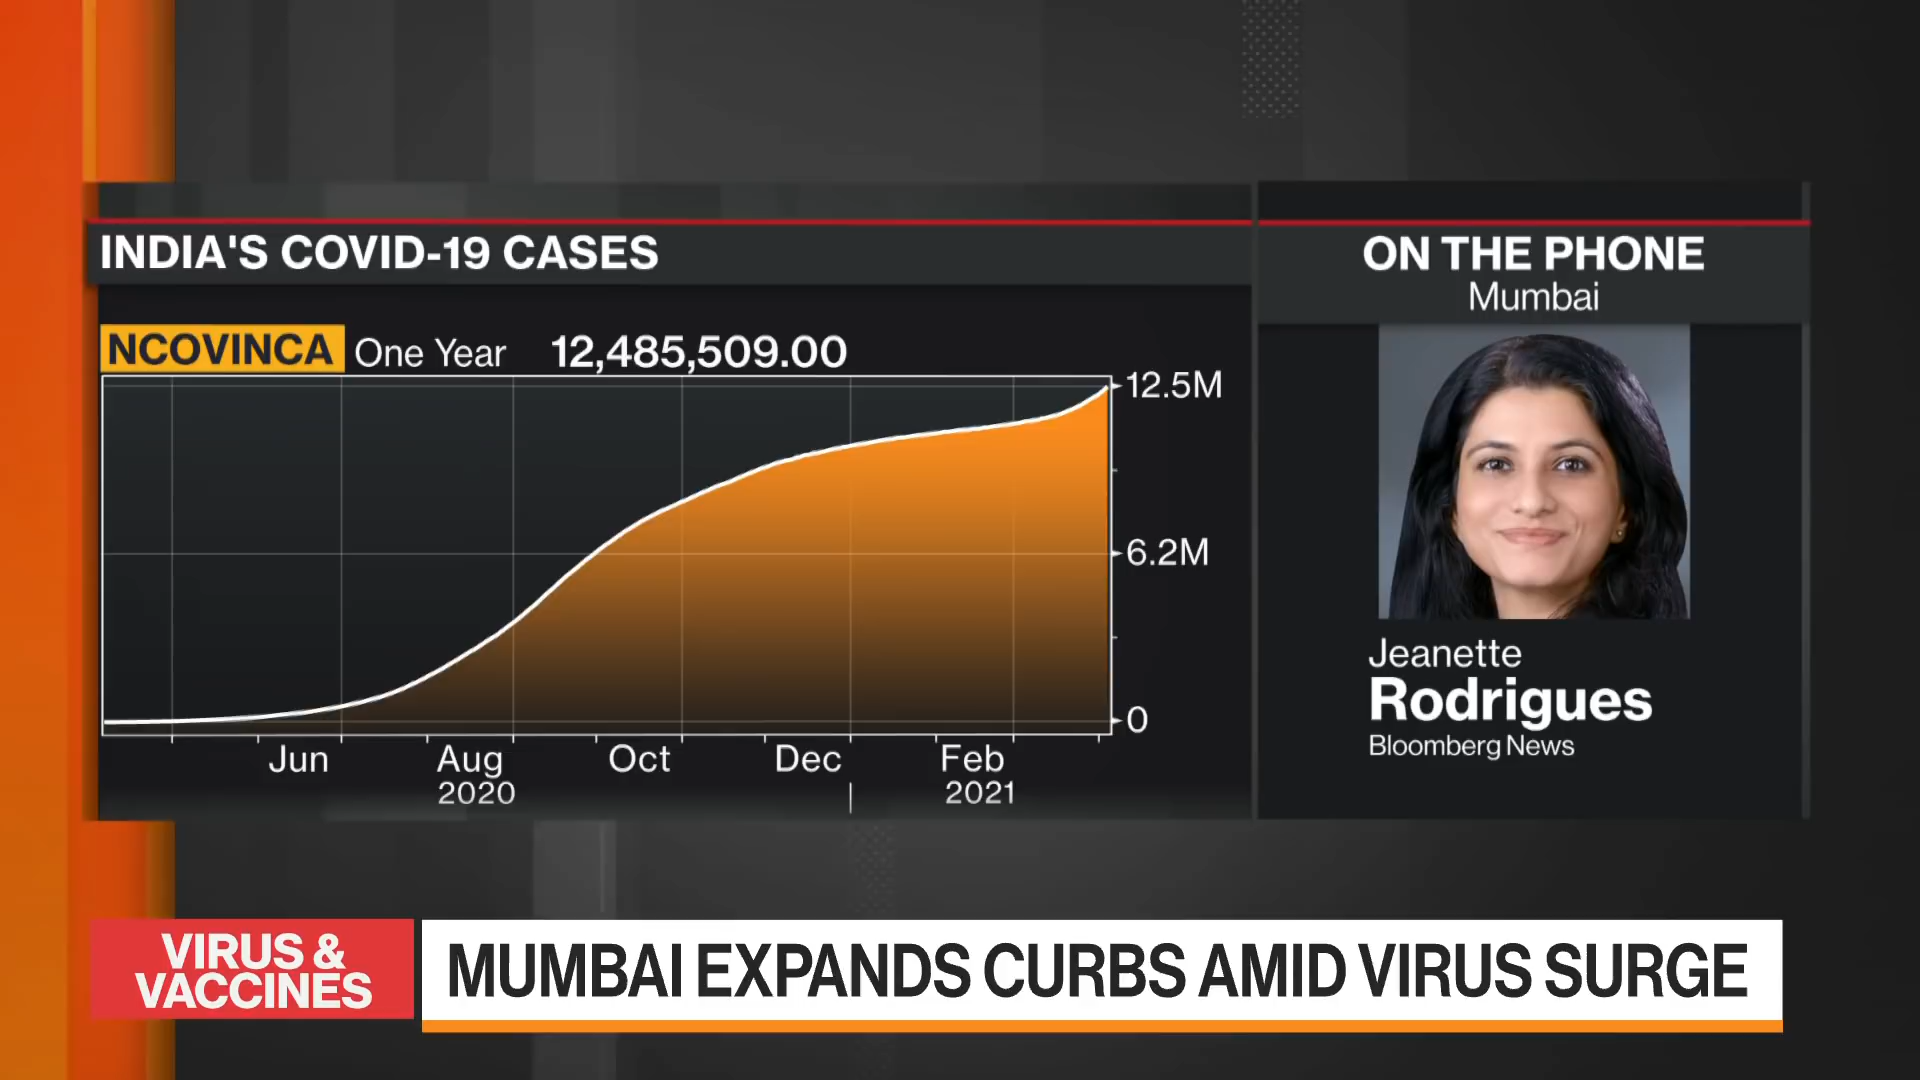 INDIA'S COVID-19 CASES
NCOVINCA One Year 12,485,509.00
12.5M
6.2M
0
Jun Aug Oct Dec Feb
2020 2021
ON THE PHONE
Mumbai
Jeanette
Rodrigues
Bloomberg News
VIRUS &
VACCINES
MUMBAI EXPANDS CURBS AMID VIRUS SURGE